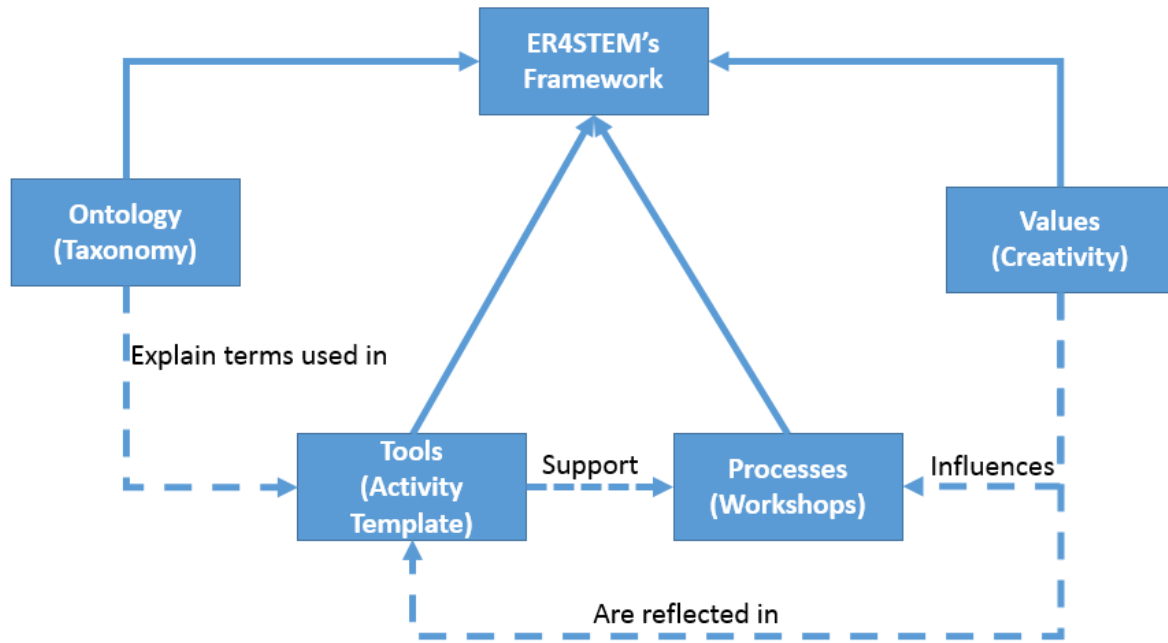 ER4STEM's
Framework
Ontology
(Taxonomy)
Values
(Creativity)
Explain terms used in
Tools
(Activity
Template)
Support
Processes
(Workshops)
Influences
Are reflected in